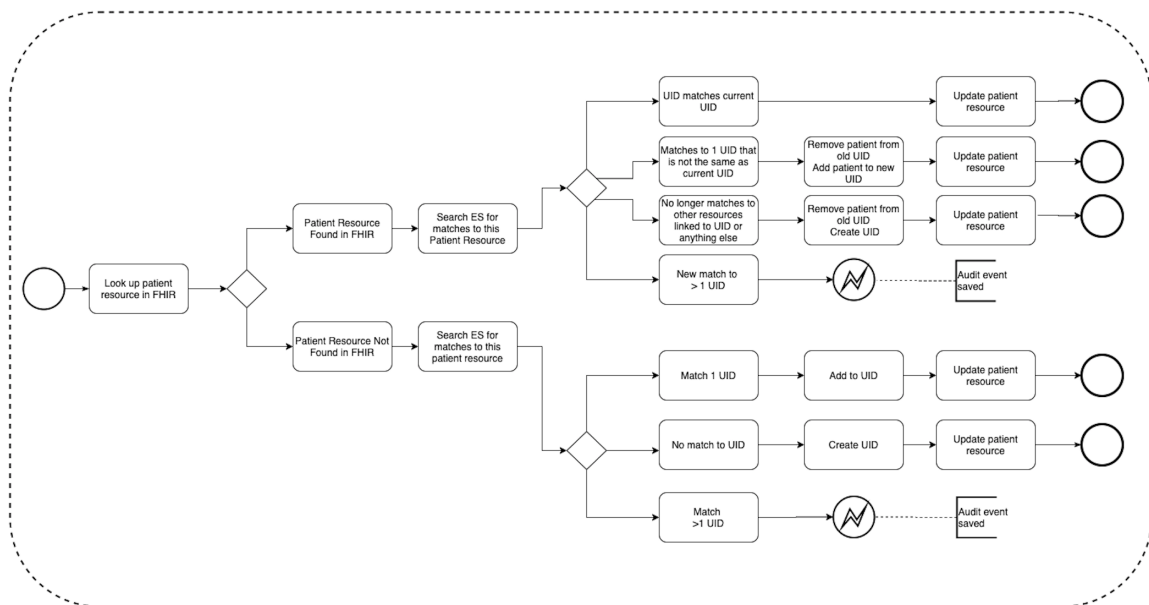 Look up patient
resource in FHIR
Patient Resource
Found in FHIR
Search ES for
matches to this
Patient Resource
UID matches current
UID
Update patient
resource
Matches to 1 UID that
is not the same as
current UID
Remove patient from
old UID
Add patient to new
UID
Update patient
resource
No longer matches to
other resources
linked to UID or
anything else
Remove patient from
old UID
Create UID
Update patient
resource
New match to
> 1 UID
Audit event
saved
Patient Resource Not
Found in FHIR
Search ES for
matches to this
patient resource
Match 1 UID
Add to UID
Update patient
resource
No match to UID
Create UID
Update patient
resource
Match
>1 UID
Audit event
saved